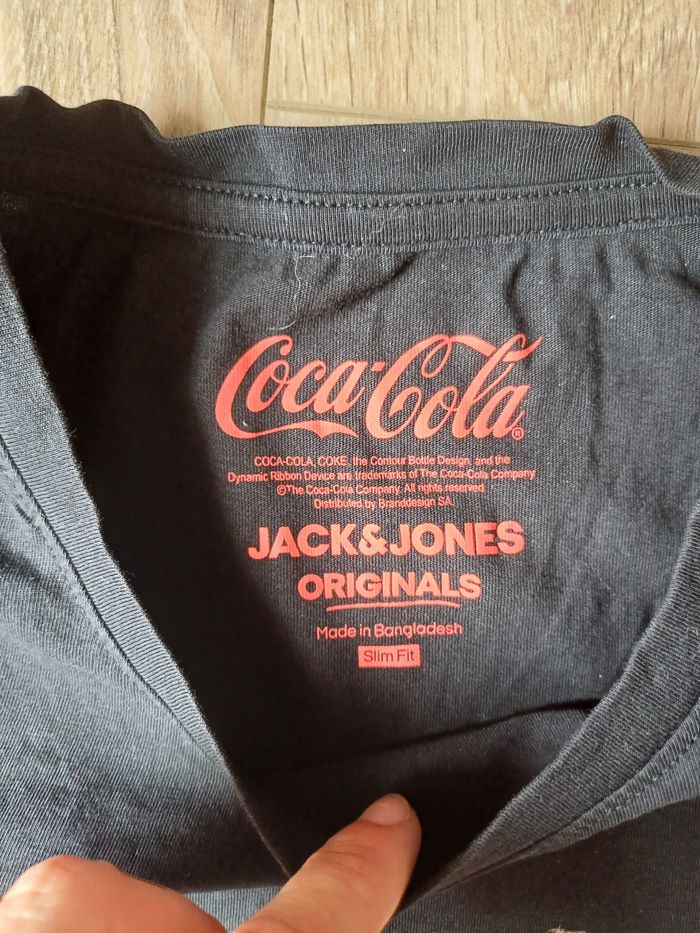 Coca-Cola®
COCA-COLA, COKE, the Contour Bottle Design, and the
Dynamic Ribbon Device are trademarks of The Coca-Cola Company
©The Coca-Cola Company. All rights reserved
Distributed by Branddesign SA
JACK&JONES
ORIGINALS
Made in Bangladesh
Slim Fit